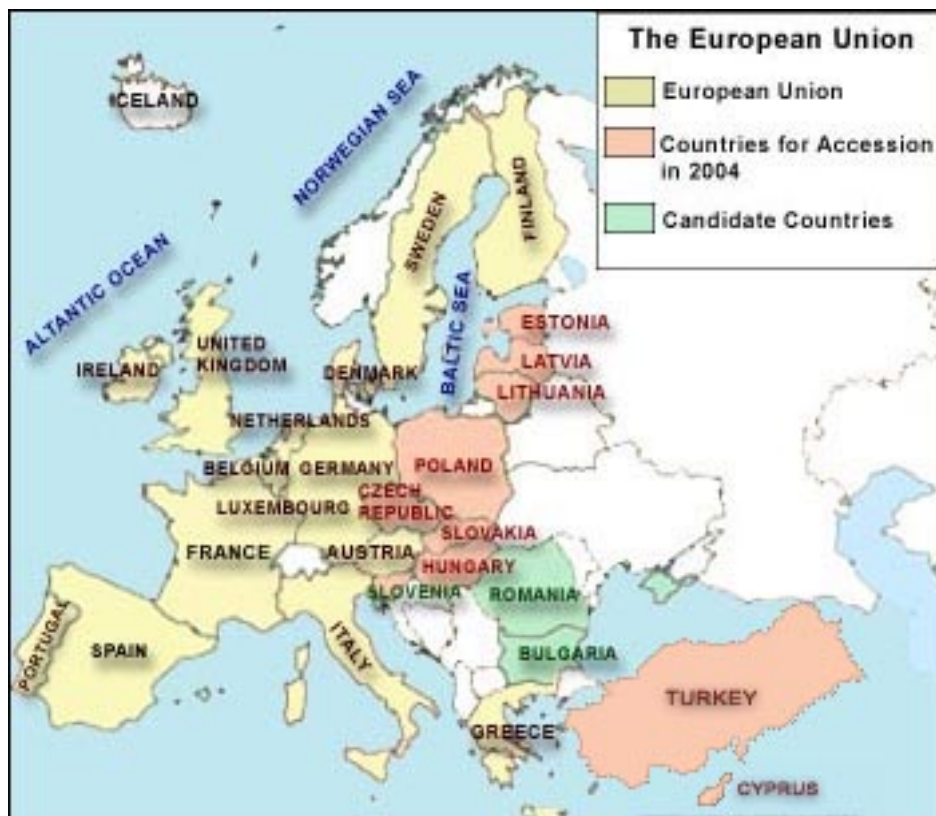 The European Union
European Union
Countries for Accession
in 2004
Candidate Countries
ICELAND
NORWEGIAN SEA
ALTANTIC OCEAN
SWEDEN
FINLAND
BALTIC SEA
ESTONIA
LATVIA
LITHUANIA
UNITED
KINGDOM
IRELAND
DENMARK
NETHERLANDS
BELGIUM
GERMANY
POLAND
LUXEMBOURG
CZECH
REPUBLIC
SLOVAKIA
FRANCE
AUSTRIA
HUNGARY
SLOVENIA
ROMANIA
PORTUGAL
SPAIN
ITALY
BULGARIA
GREECE
TURKEY
CYPRUS